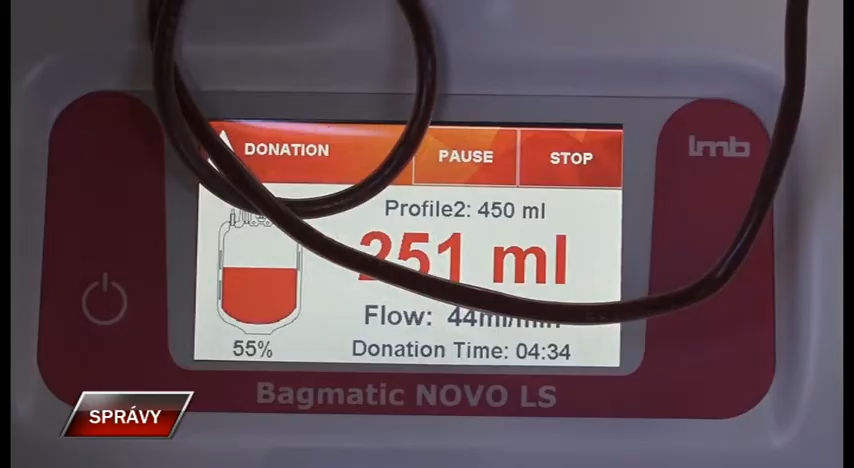 DONATION
PAUSE
STOP
lmb
Profile2: 450 ml
251 ml
Flow: 44ml/min
55%
Donation Time: 04:34
Bagmatic NOVO LS
SPRÁVY